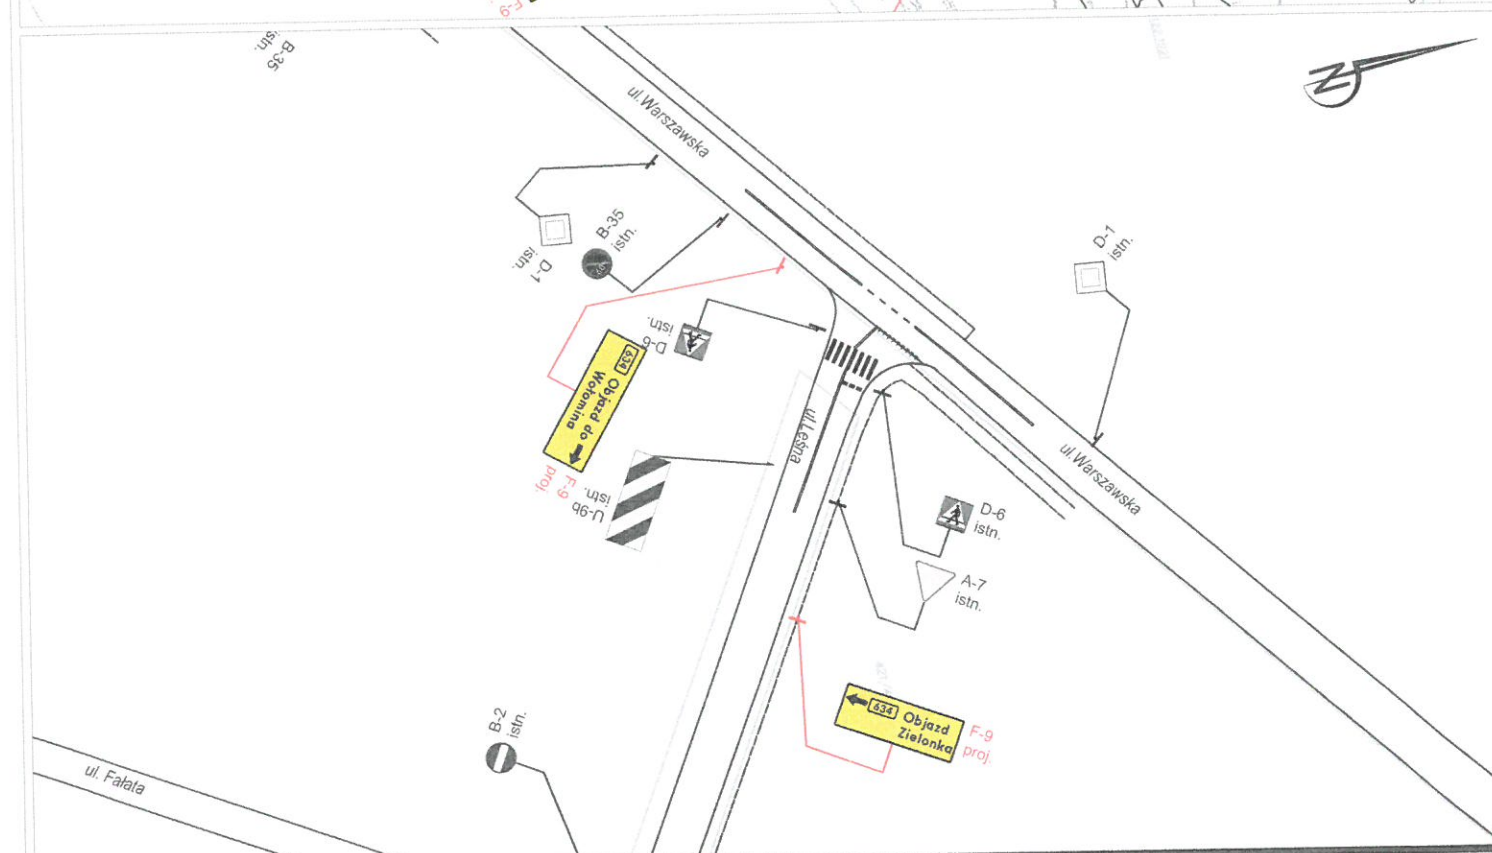 F-9
B-35
istn.
ul.Warszawska
N
D-1
istn.
B-35
istn.
D-1
istn.
D-6
istn.
634
Objazd do
Wołomina
F-9
proj.
U-9b
istn.
ul.Leśna
ul.Warszawska
D-6
istn.
A-7
istn.
634 Objazd
Zielonka
F-9
proj.
B-2
istn.
ul. Fałata